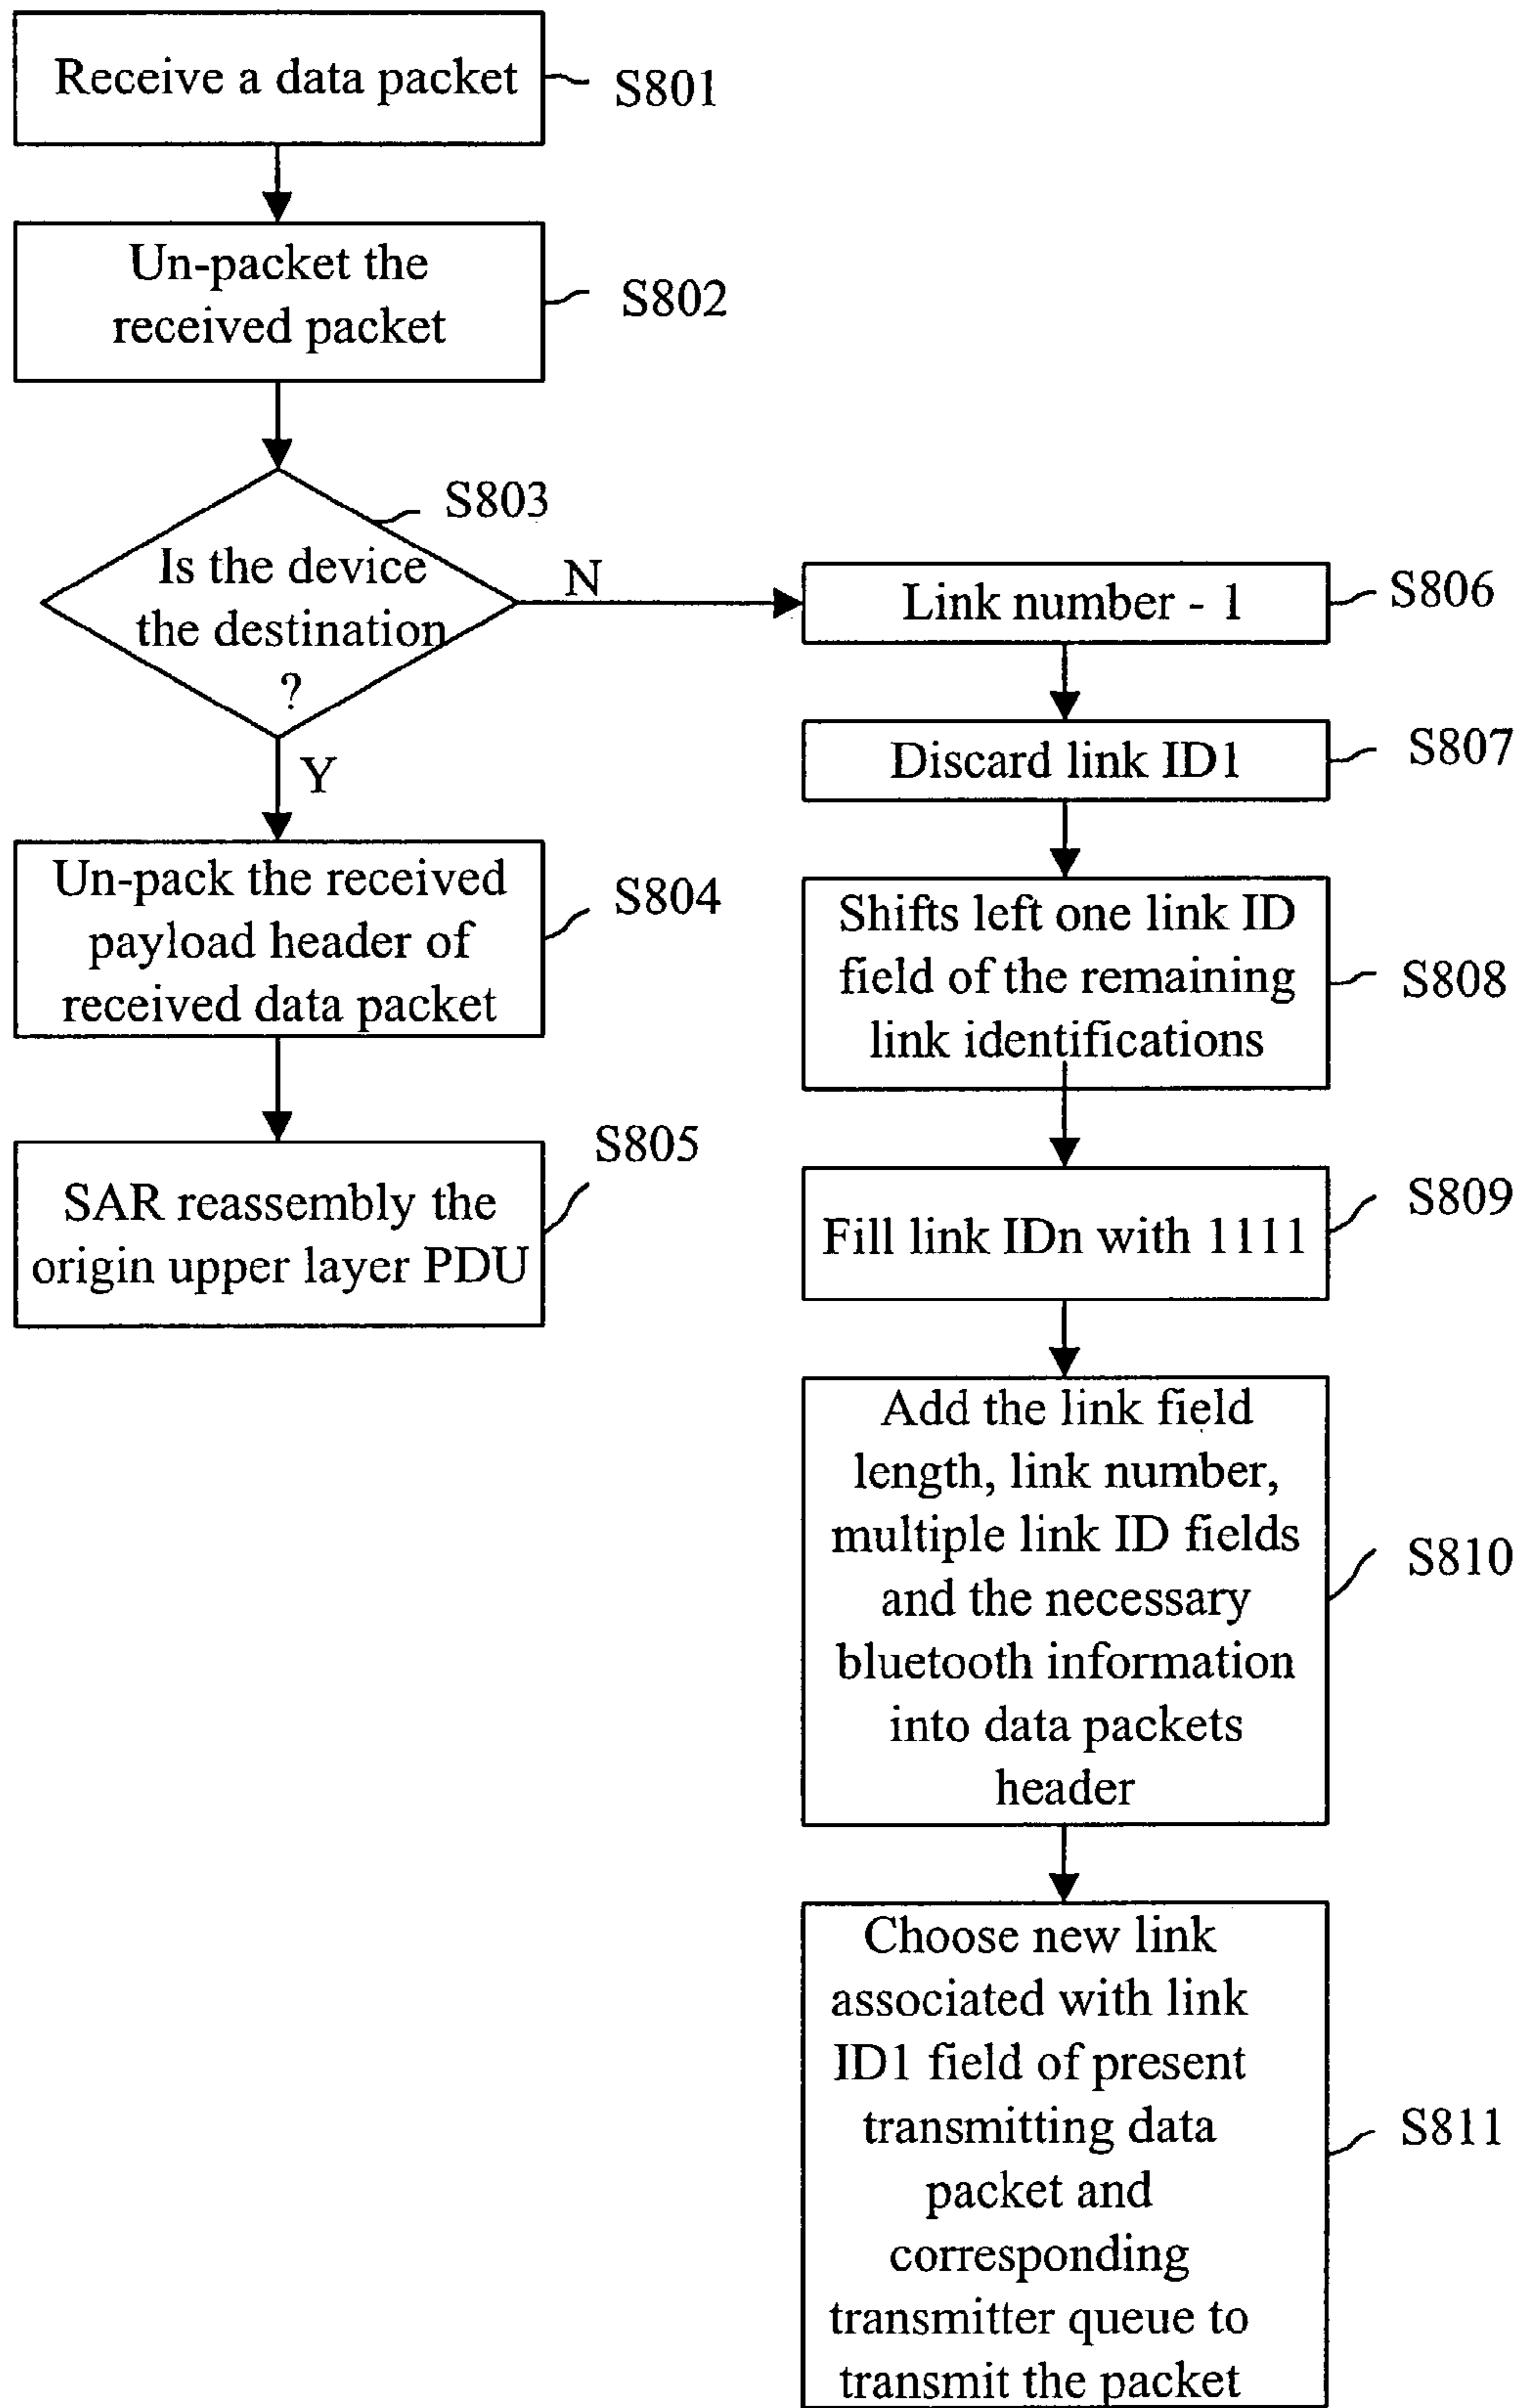 Receive a data packet
S801
Un-packet the
received packet
S802
S803
Is the device
the destination
?
N
Y
Un-pack the received
payload header of
received data packet
S804
SAR reassembly the
origin upper layer PDU
S805
Link number - 1
S806
Discard link ID1
S807
Shifts left one link ID
field of the remaining
link identifications
S808
Fill link IDn with 1111
S809
Add the link field
length, link number,
multiple link ID fields
and the necessary
bluetooth information
into data packets
header
S810
Choose new link
associated with link
ID1 field of present
transmitting data
packet and
corresponding
transmitter queue to
transmit the packet
S811